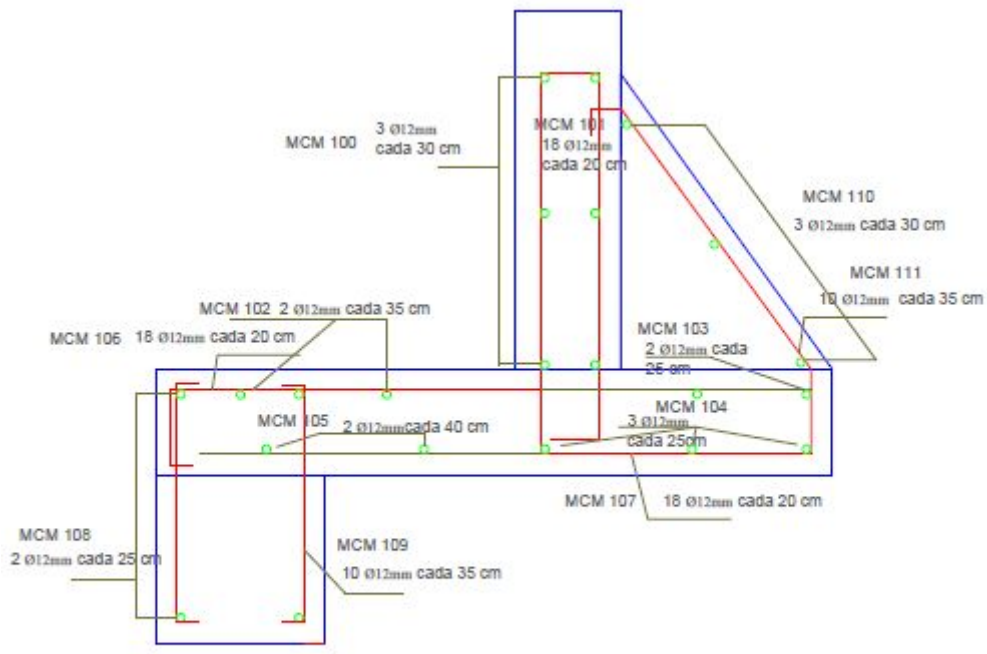 MCM 100
3 Ø12mm
cada 30 cm
MCM 101
18 Ø12mm
cada 20 cm
MCM 110
3 Ø12mm cada 30 cm
MCM 111
10 Ø12mm cada 35 cm
MCM 102 2 Ø12mm cada 35 cm
MCM 106 18 Ø12mm cada 20 cm
MCM 103
2 Ø12mm cada
25 cm
MCM 104
3 Ø12mm
cada 25cm
MCM 105 2 Ø12mm cada 40 cm
MCM 107 18 Ø12mm cada 20 cm
MCM 108
2 Ø12mm cada 25 cm
MCM 109
10 Ø12mm cada 35 cm